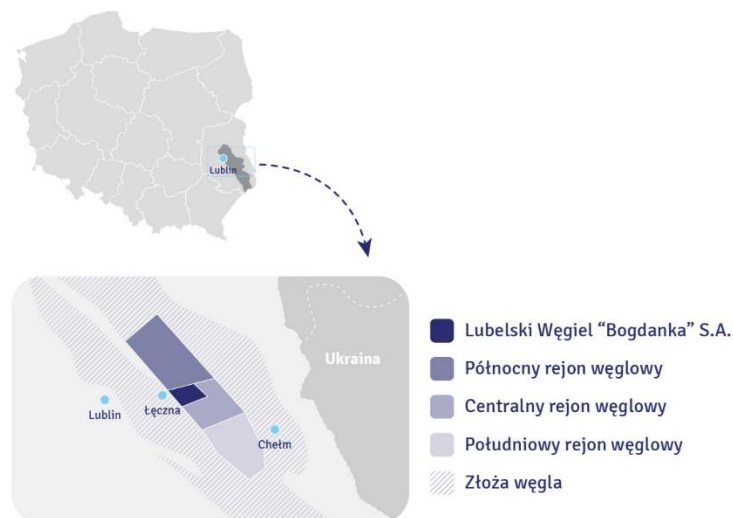 Lublin
Ukraina
Lublin
Łęczna
Chełm
Lubelski Węgiel “Bogdanka” S.A.
Północny rejon węglowy
Centralny rejon węglowy
Południowy rejon węglowy
Złoża węgla